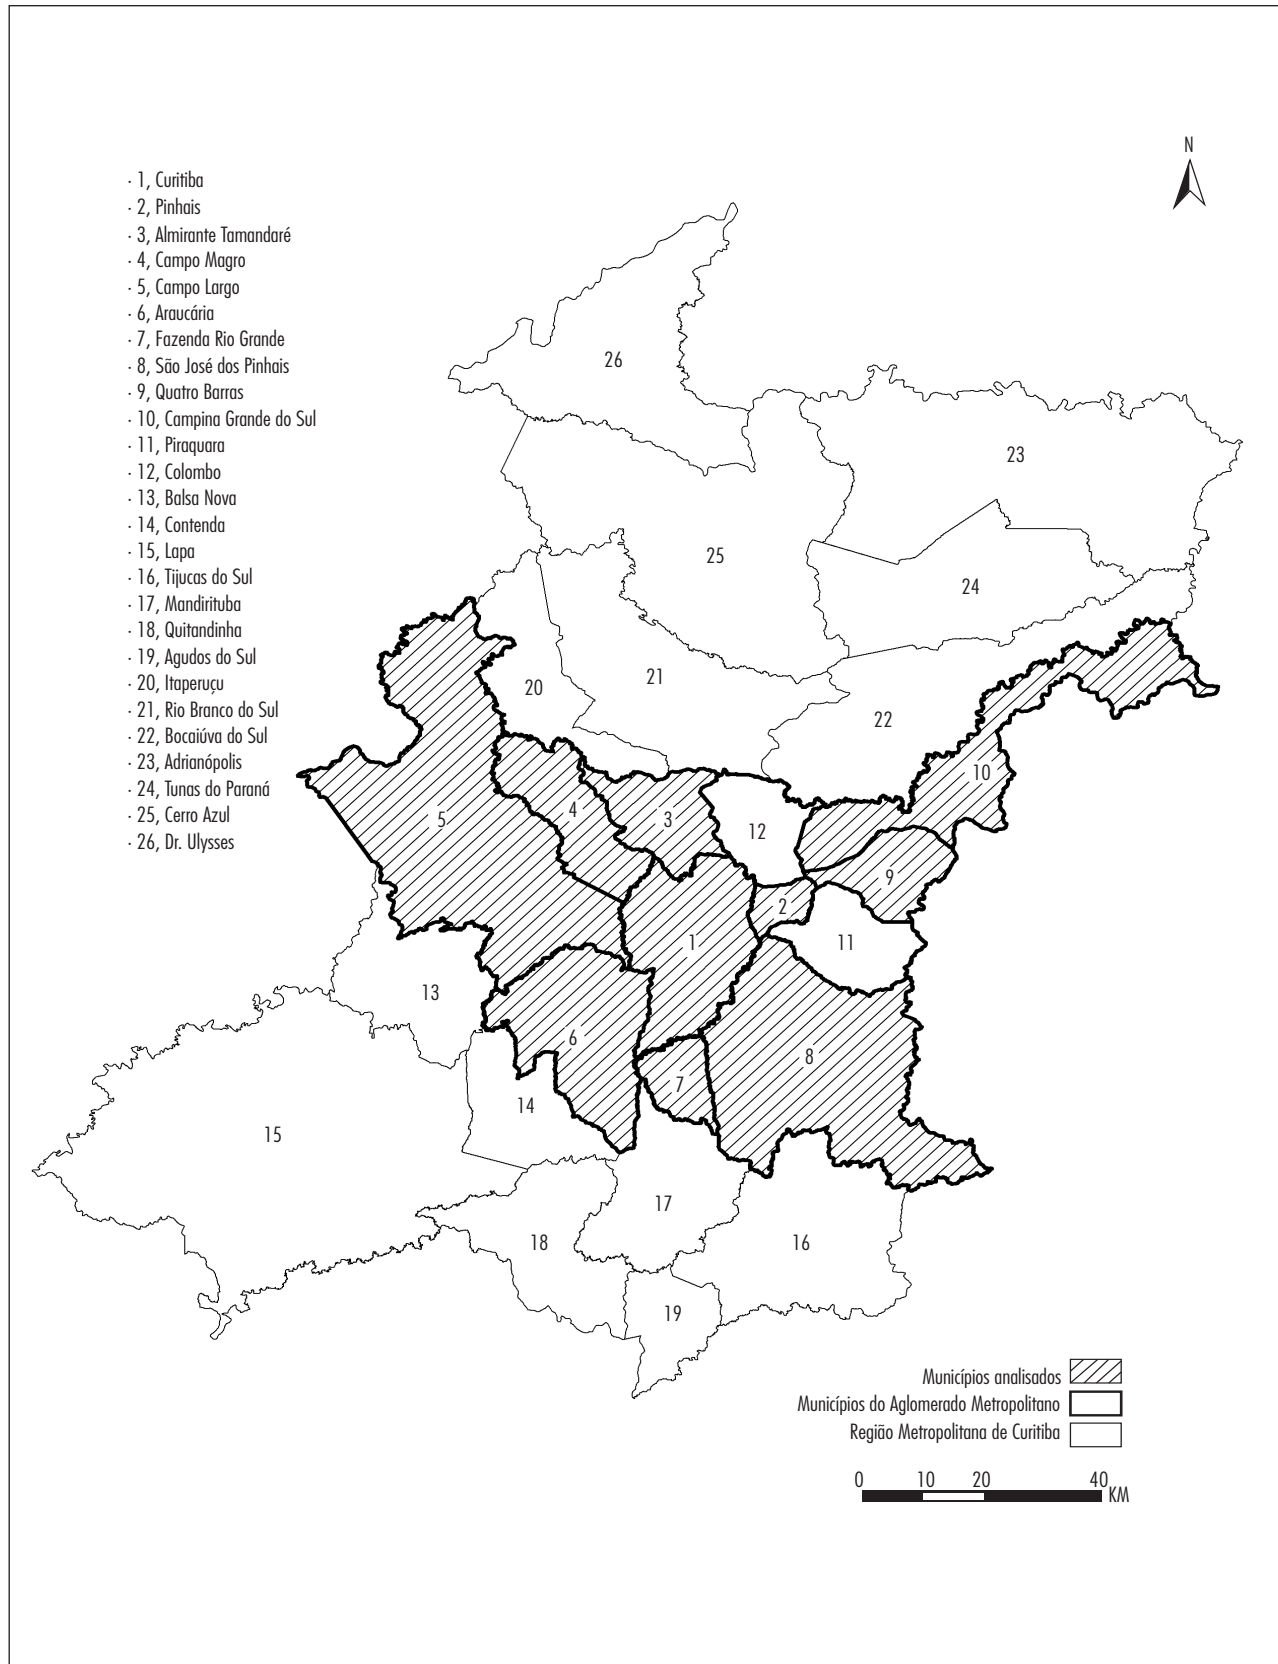 N
· 1, Curitiba
· 2, Pinhais
· 3, Almirante Tamandaré
· 4, Campo Magro
· 5, Campo Largo
· 6, Araucária
· 7, Fazenda Rio Grande
· 8, São José dos Pinhais
· 9, Quatro Barras
· 10, Campina Grande do Sul
· 11, Piraquara
· 12, Colombo
· 13, Balsa Nova
· 14, Contenda
· 15, Lapa
· 16, Tijucas do Sul
· 17, Mandirituba
· 18, Quitandinha
· 19, Agudos do Sul
· 20, Itaperuçu
· 21, Rio Branco do Sul
· 22, Bocaiúva do Sul
· 23, Adrianópolis
· 24, Tunas do Paraná
· 25, Cerro Azul
· 26, Dr. Ulysses
26
23
25
24
21
20
22
10
5
4
3
12
9
2
1
11
13
6
8
7
14
15
17
18
16
19
Municípios analisados
Municípios do Aglomerado Metropolitano
Região Metropolitana de Curitiba
0 10 20 40
KM